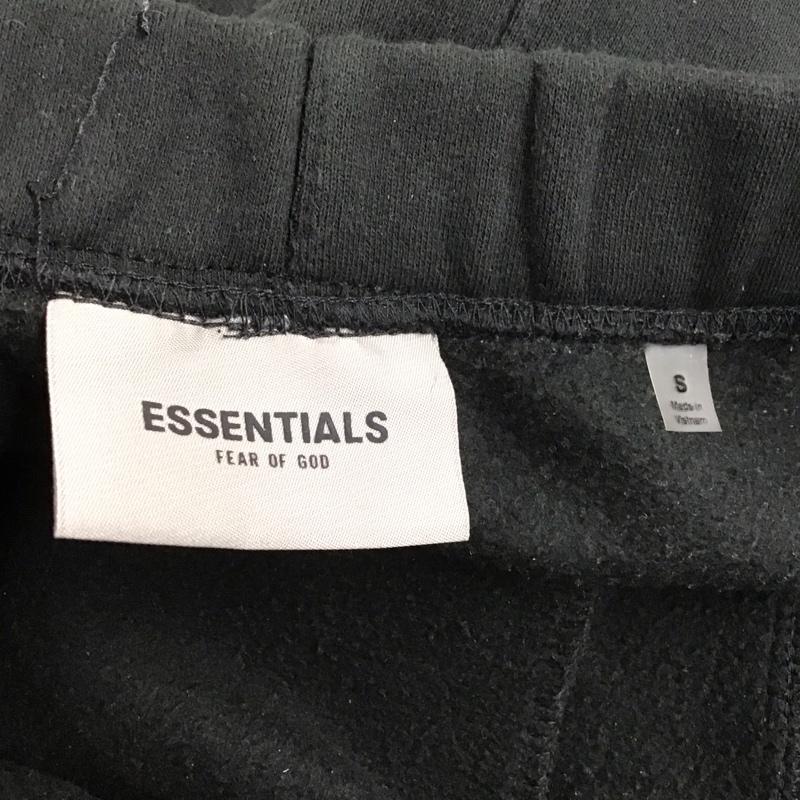 ESSENTIALS
FEAR OF GOD
S
Made in
Vietnam